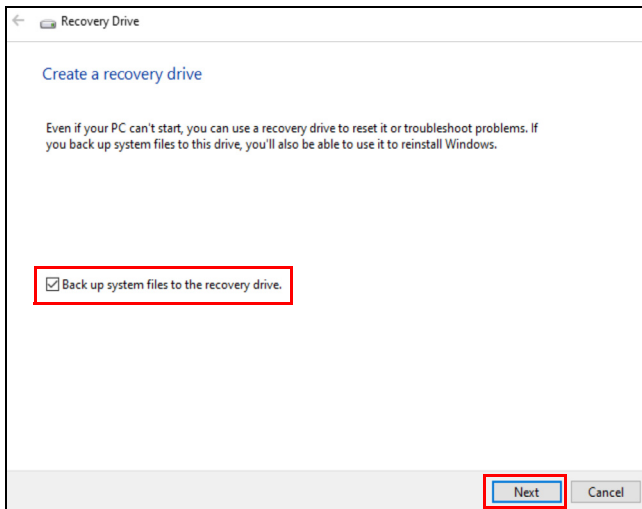 Recovery Drive
Create a recovery drive
Even if your PC can't start, you can use a recovery drive to reset it or troubleshoot problems. If
you back up system files to this drive, you'll also be able to use it to reinstall Windows.
Back up system files to the recovery drive.
Next Cancel